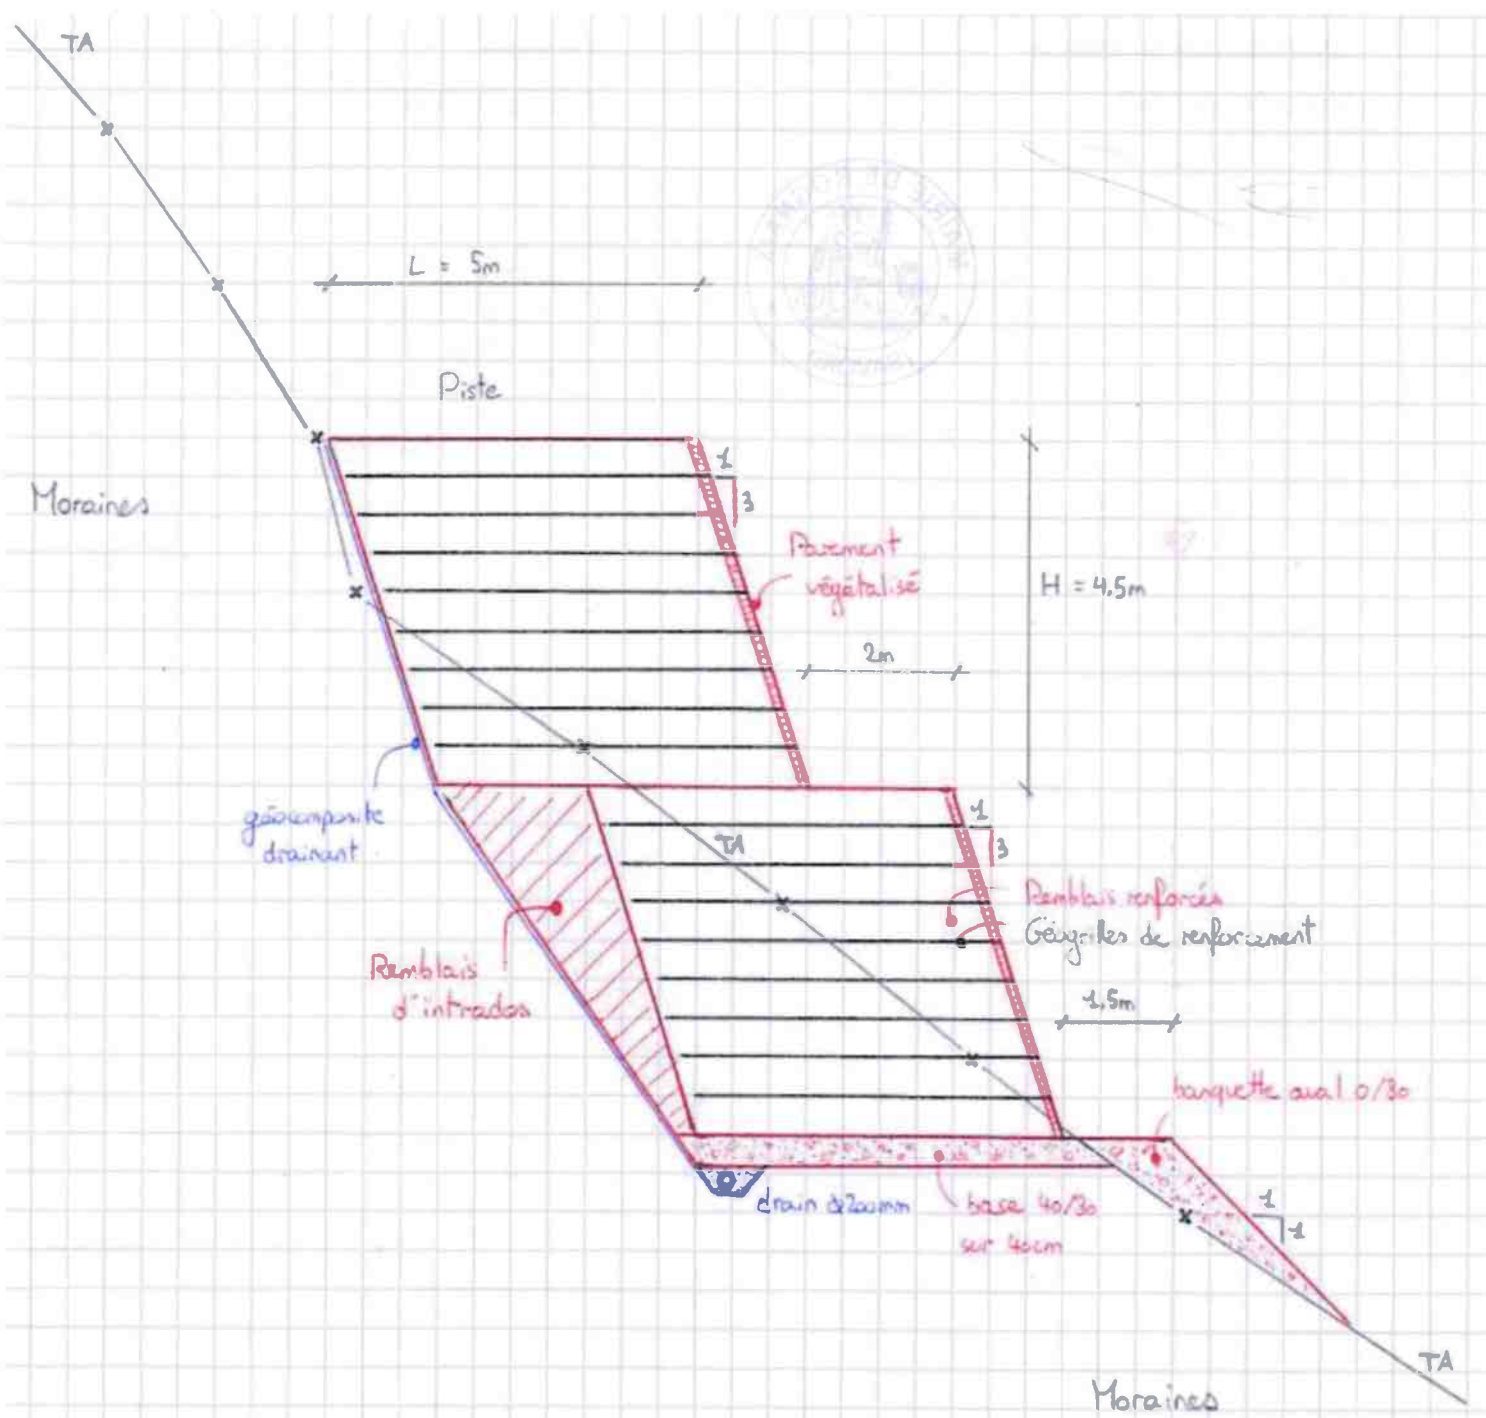 TA
L = 5m
Piste
Moraines
1
3
Parement
végétalisé
H = 4,5m
2m
géocomposite
drainant
1
3
TA
Remblais renforcés
Géogrilles de renforcement
Remblais
d'intrados
1,5m
banquette aval 0/30
drain ∅200mm
base 40/30
sur 40cm
1
1
TA
Moraines